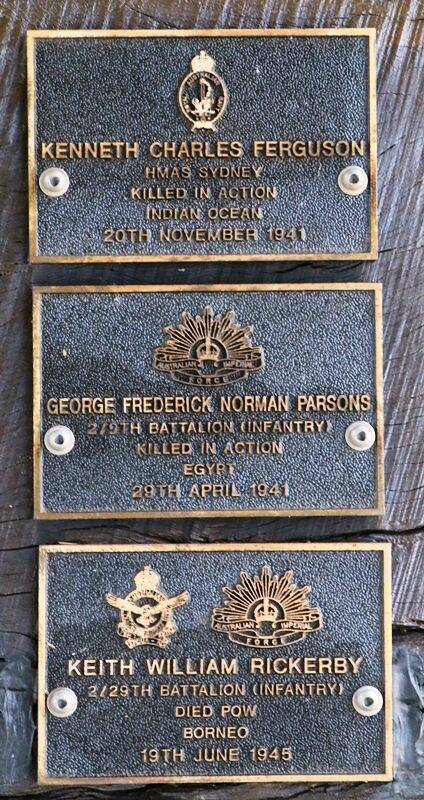 KENNETH CHARLES FERGUSON
HMAS SYDNEY
KILLED IN ACTION
INDIAN OCEAN
20TH NOVEMBER 1941
AUSTRALIAN IMPERIAL
FORCE
GEORGE FREDERICK NORMAN PARSONS
2/9TH BATTALION (INFANTRY)
KILLED IN ACTION
EGYPT
29TH APRIL 1941
AUSTRALIAN IMPERIAL
FORCE
KEITH WILLIAM RICKERBY
2/29TH BATTALION (INFANTRY)
DIED POW
BORNEO
19TH JUNE 1945